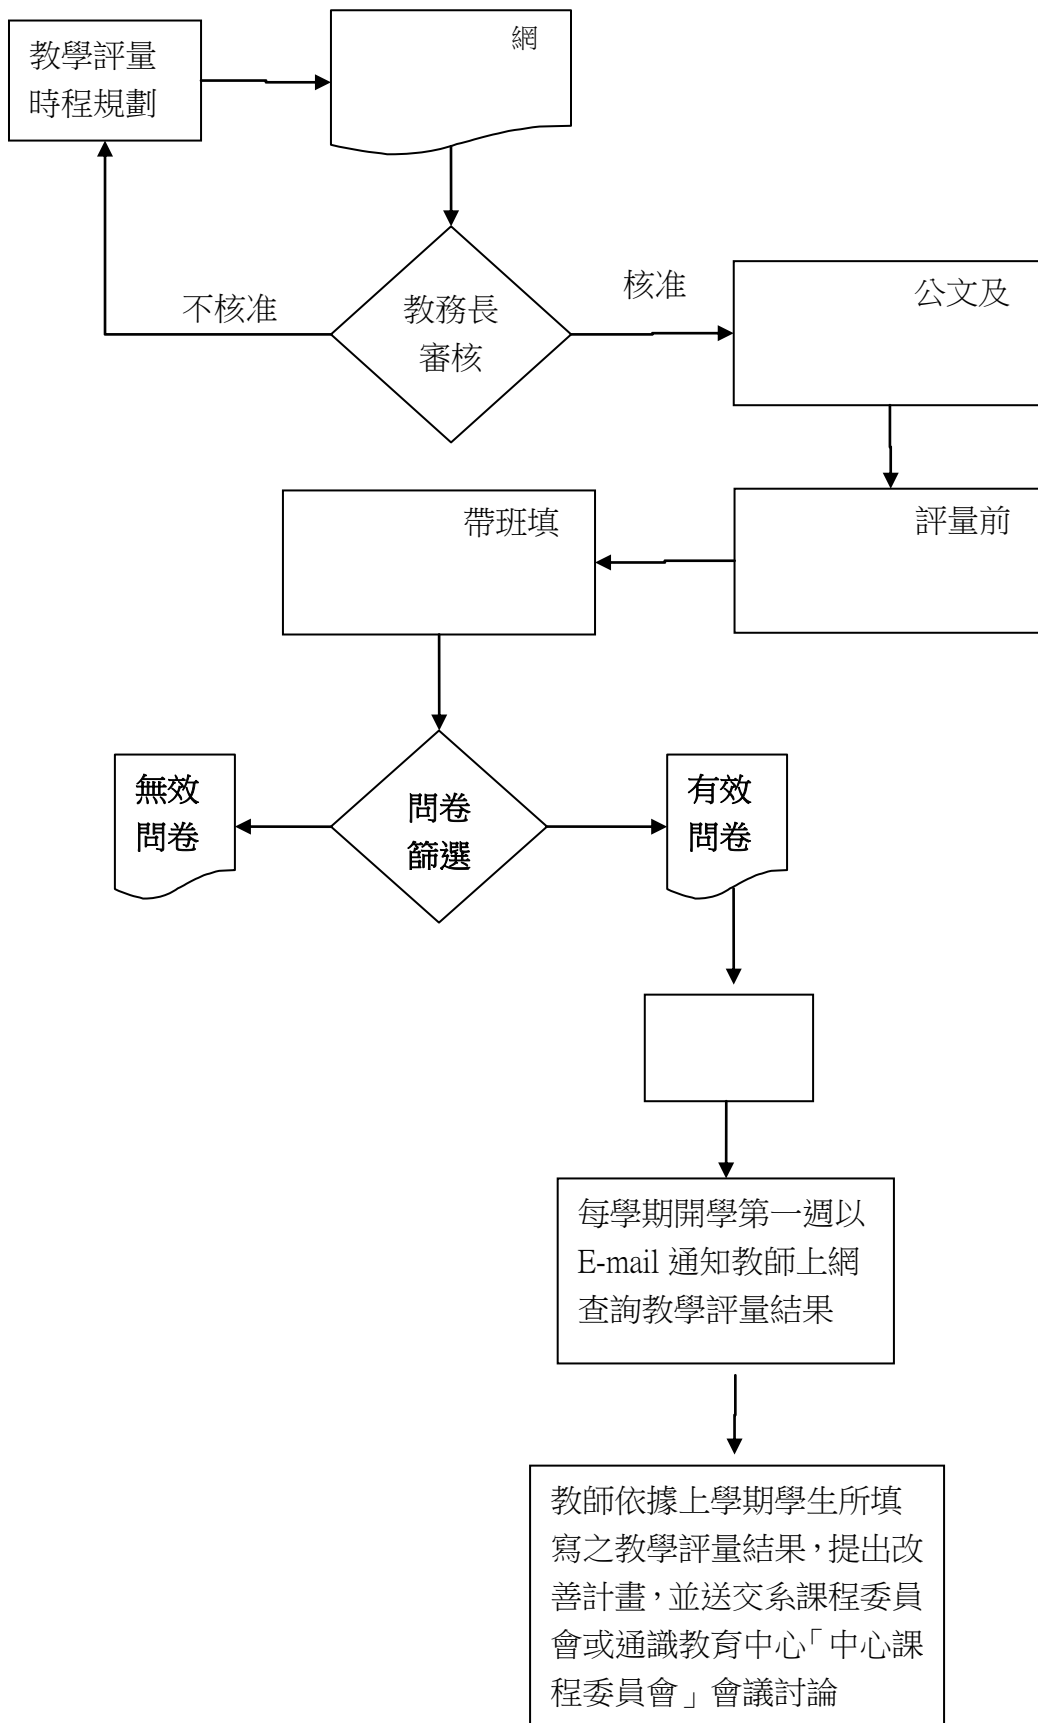 教學評量
時程規劃
網
不核准
教務長
審核
核准
公文及
帶班填
評量前
無效
問卷
問卷
篩選
有效
問卷
每學期開學第一週以
E-mail 通知教師上網
查詢教學評量結果
教師依據上學期學生所填
寫之教學評量結果,提出改
善計畫,並送交系課程委員
會或通識教育中心「中心課
程委員會」會議討論